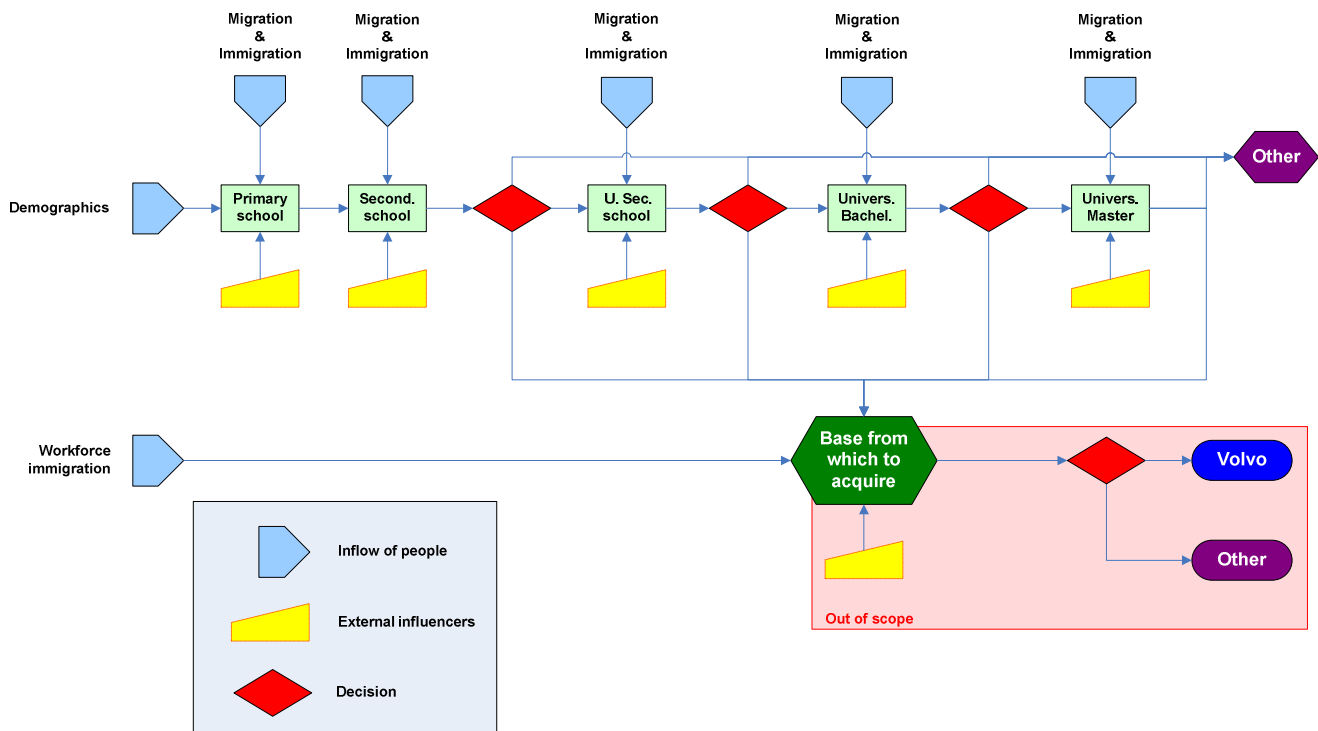 Migration
&
Immigration
Migration
&
Immigration
Migration
&
Immigration
Migration
&
Immigration
Migration
&
Immigration
Other
Demographics
Primary
school
Second.
school
U. Sec.
school
Univers.
Bachel.
Univers.
Master
Workforce
immigration
Base from
which to
acquire
Volvo
Other
Out of scope
Inflow of people
External influencers
Decision